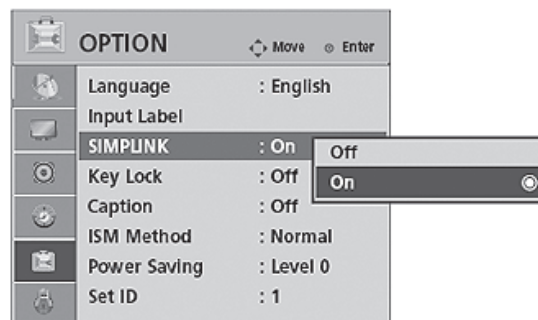 OPTION Move Enter
Language : English
Input Label
SIMPLINK : On
Off
On
Key Lock : Off
Caption : Off
ISM Method : Normal
Power Saving : Level 0
Set ID : 1